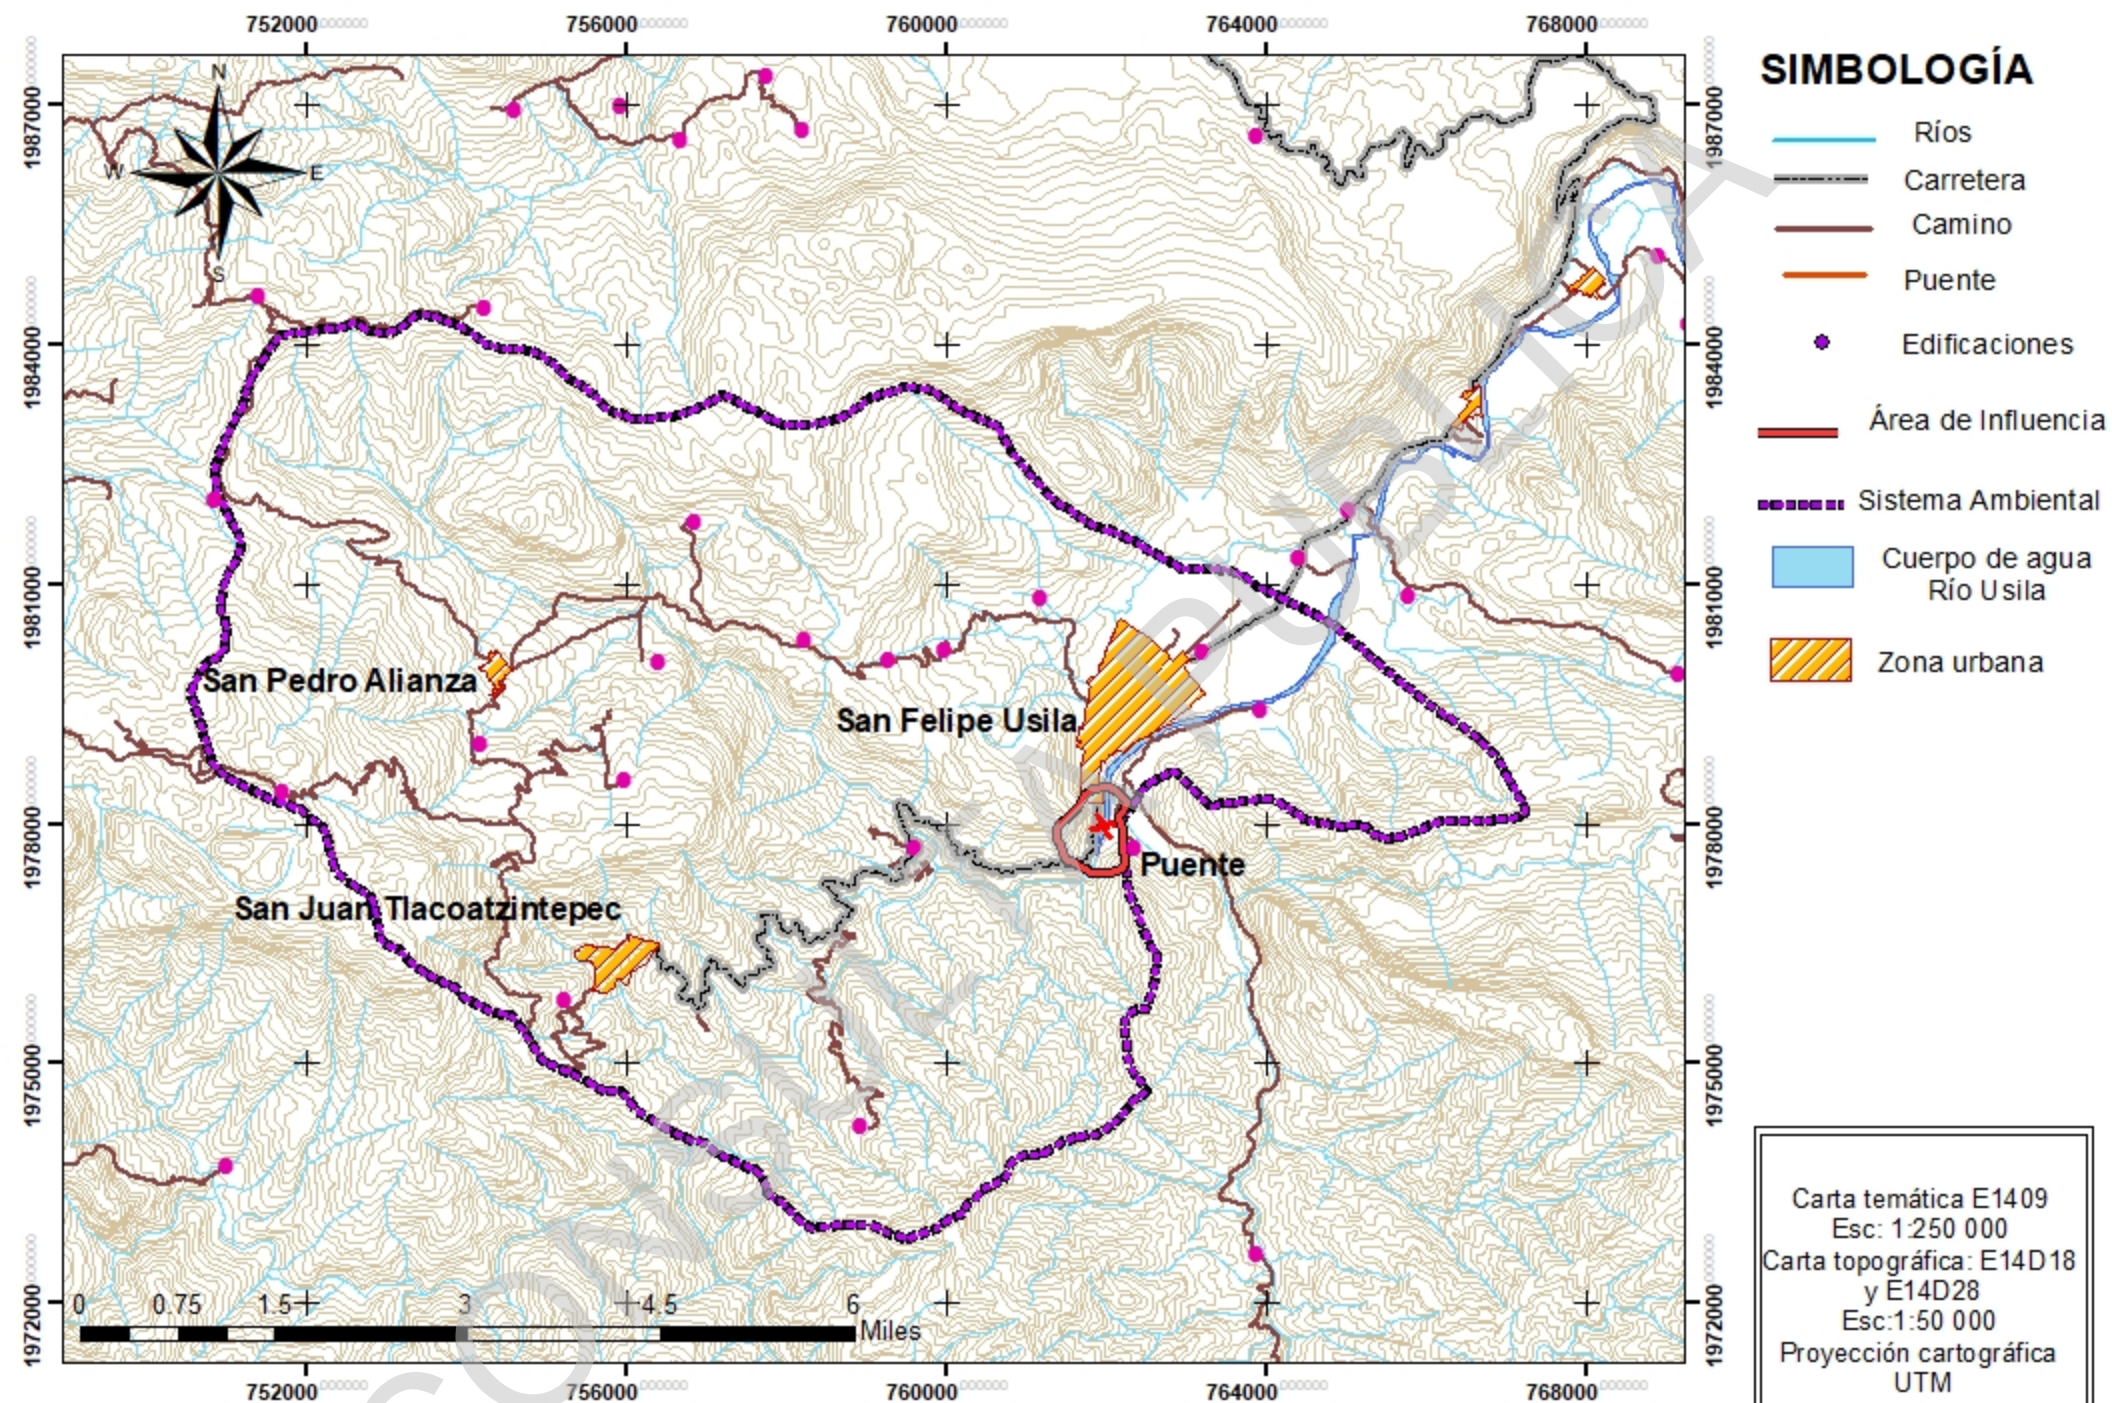 752000 756000 760000 764000 768000
1987000
1984000
1981000
1978000
1975000
1972000
N
W E
S
San Pedro Alianza
San Felipe Usila
San Juan Tlacoatzintepec
Puente
0 0.75 1.5 3 4.5 6
Miles
752000 756000 760000 764000 768000
1987000
1984000
1981000
1978000
1975000
1972000
SIMBOLOGÍA
Ríos
Carretera
Camino
Puente
Edificaciones
Área de Influencia
Sistema Ambiental
Cuerpo de agua
Río Usila
Zona urbana
Carta temática E1409
Esc: 1:250 000
Carta topográfica: E14D18
y E14D28
Esc:1:50 000
Proyección cartográfica
UTM
CONSULTA PUBLICA